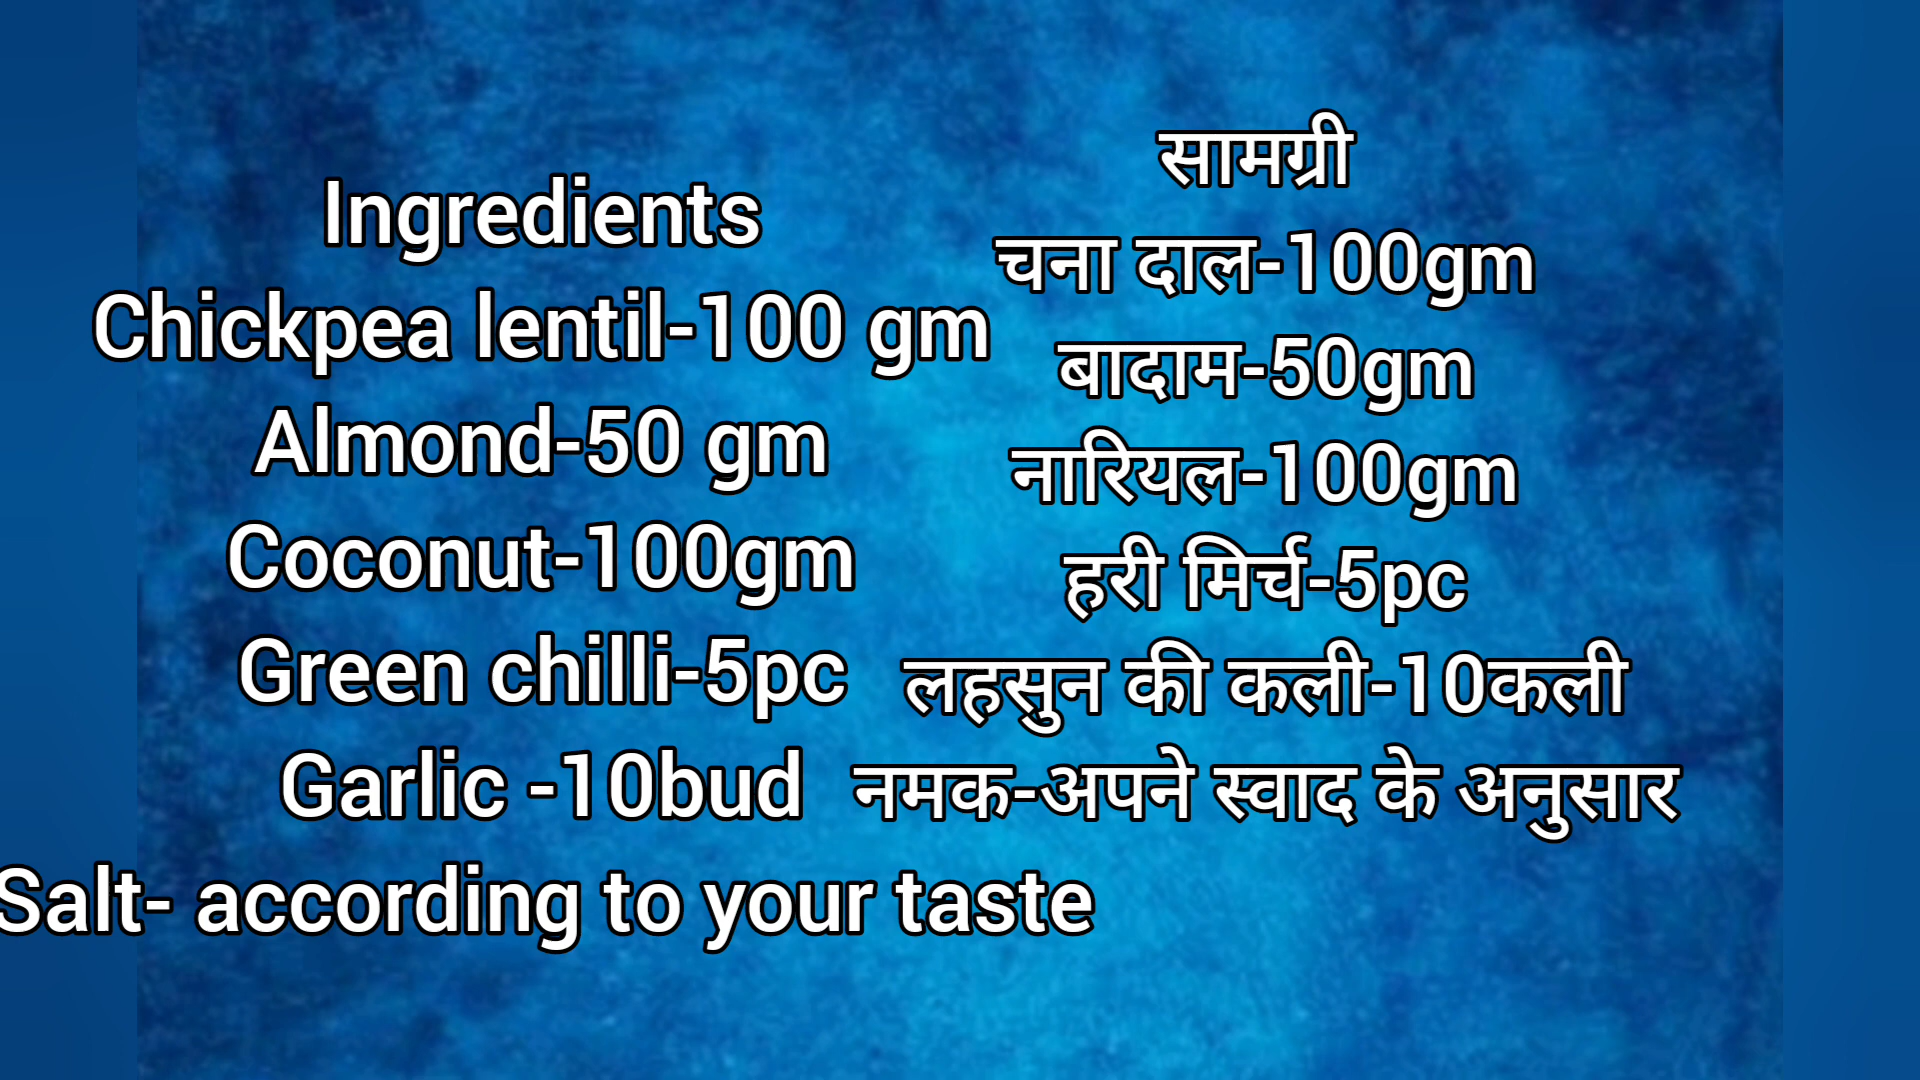 Ingredients
Chickpea lentil-100 gm
Almond-50 gm
Coconut-100gm
Green chilli-5pc
Garlic -10bud
Salt- according to your taste
सामग्री
चना दाल-100gm
बादाम-50gm
नारियल-100gm
हरी मिर्च-5pc
लहसुन की कली-10कली
नमक-अपने स्वाद के अनुसार